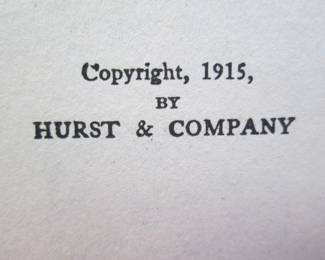 Copyright, 1915,
BY
HURST & COMPANY